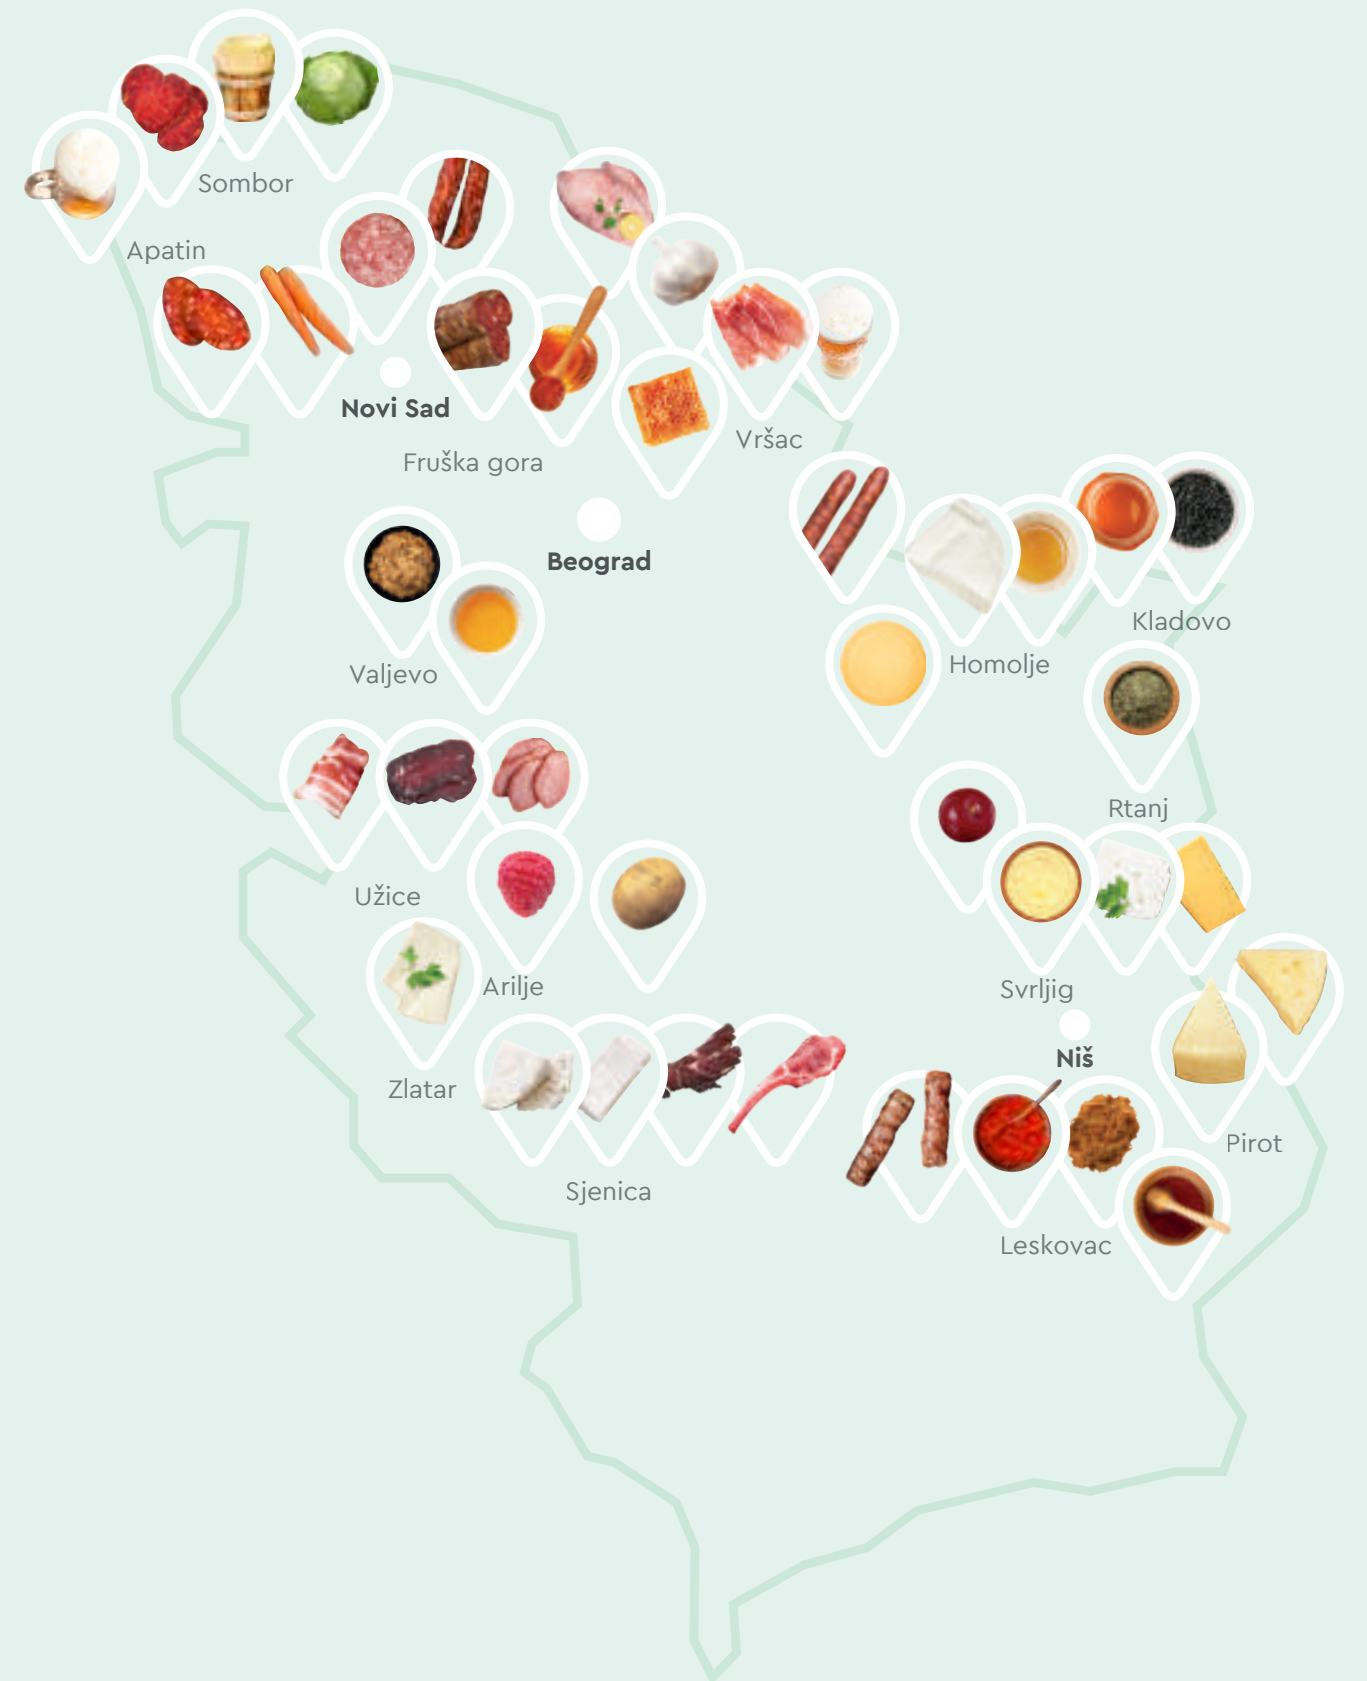 Sombor
Apatin
Novi Sad
Vršac
Fruška gora
Beograd
Kladovo
Homolje
Valjevo
Rtanj
Užice
Arilje
Svrljig
Niš
Zlatar
Pirot
Sjenica
Leskovac